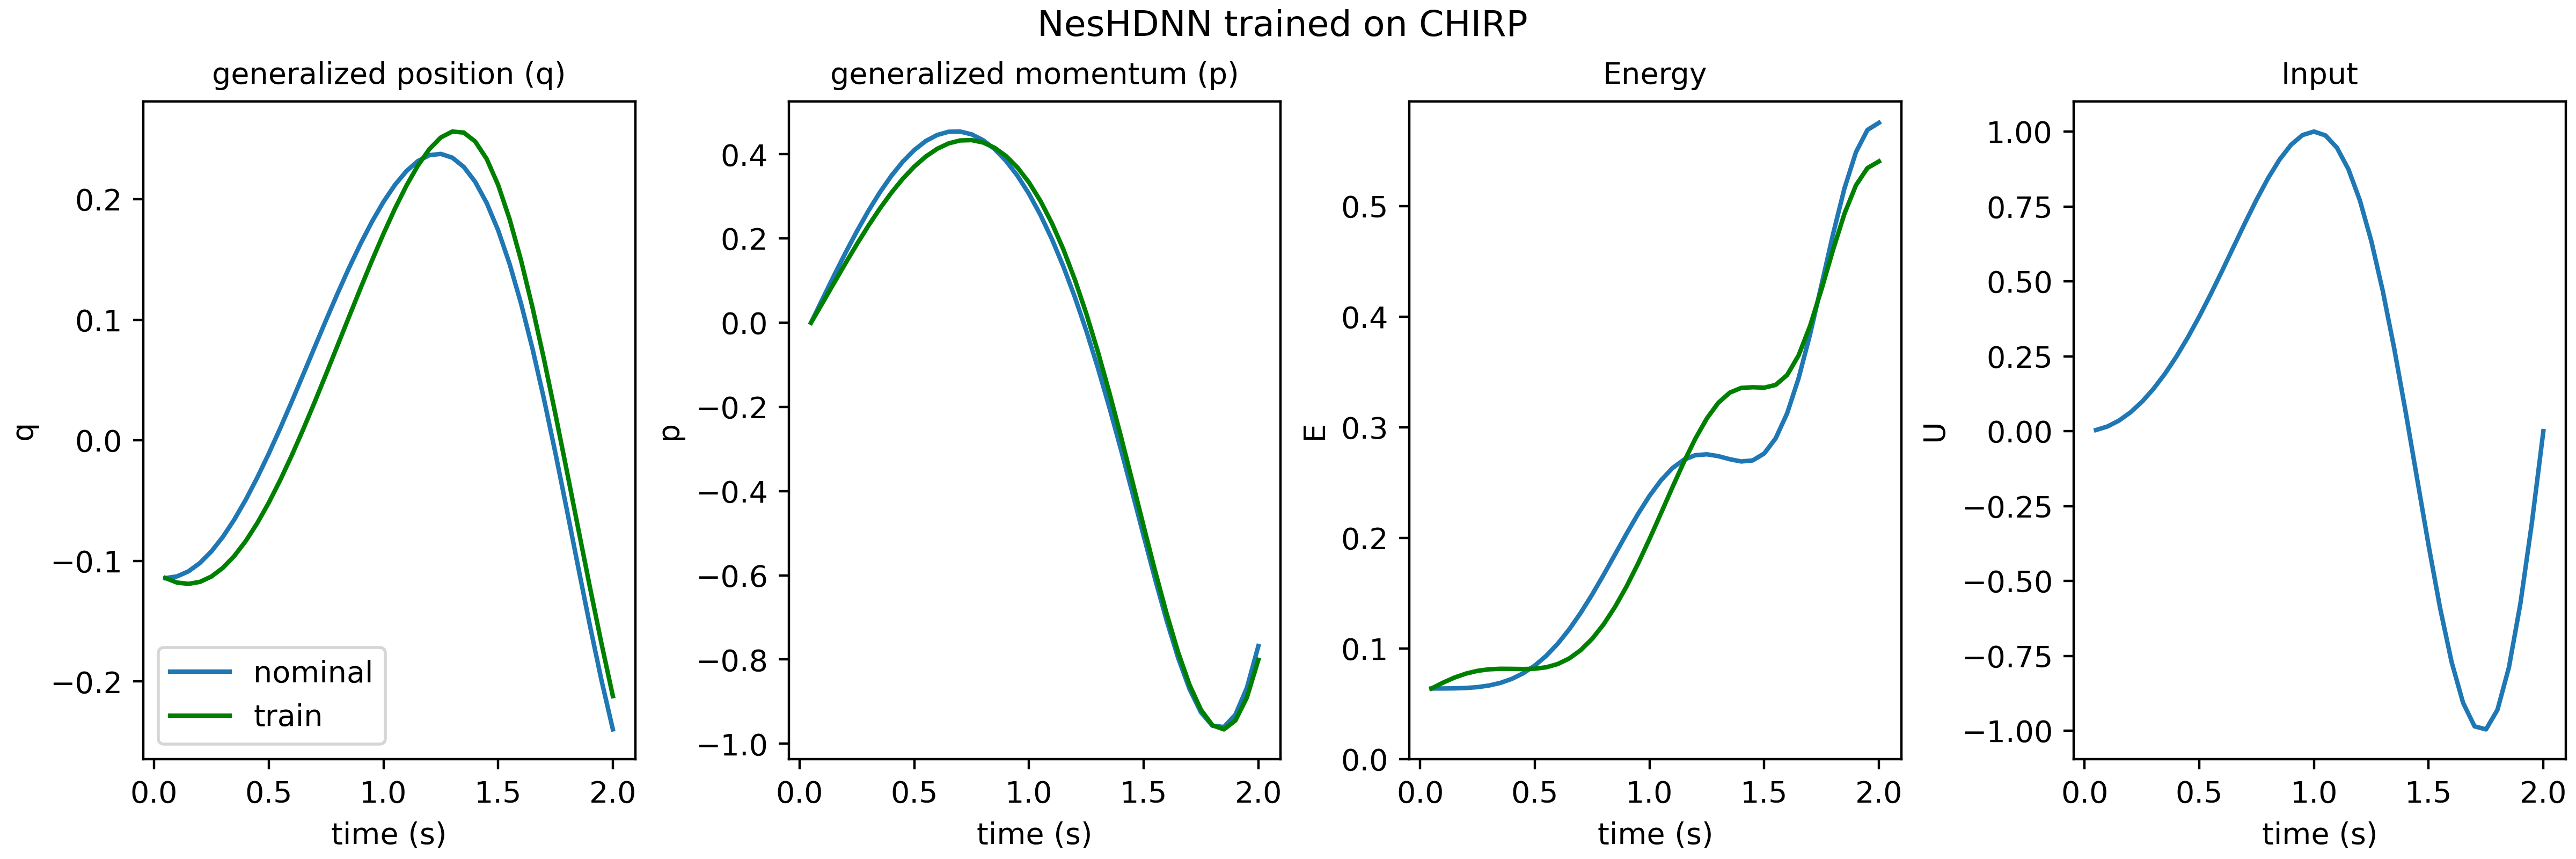 NesHDNN trained on CHIRP
generalized position (q)
q
0.2
0.1
0.0
−0.1
−0.2
nominal
train
0.0 0.5 1.0 1.5 2.0
time (s)
generalized momentum (p)
p
0.4
0.2
0.0
−0.2
−0.4
−0.6
−0.8
−1.0
0.0 0.5 1.0 1.5 2.0
time (s)
Energy
E
0.5
0.4
0.3
0.2
0.1
0.0
0.0 0.5 1.0 1.5 2.0
time (s)
Input
U
1.00
0.75
0.50
0.25
0.00
−0.25
−0.50
−0.75
−1.00
0.0 0.5 1.0 1.5 2.0
time (s)